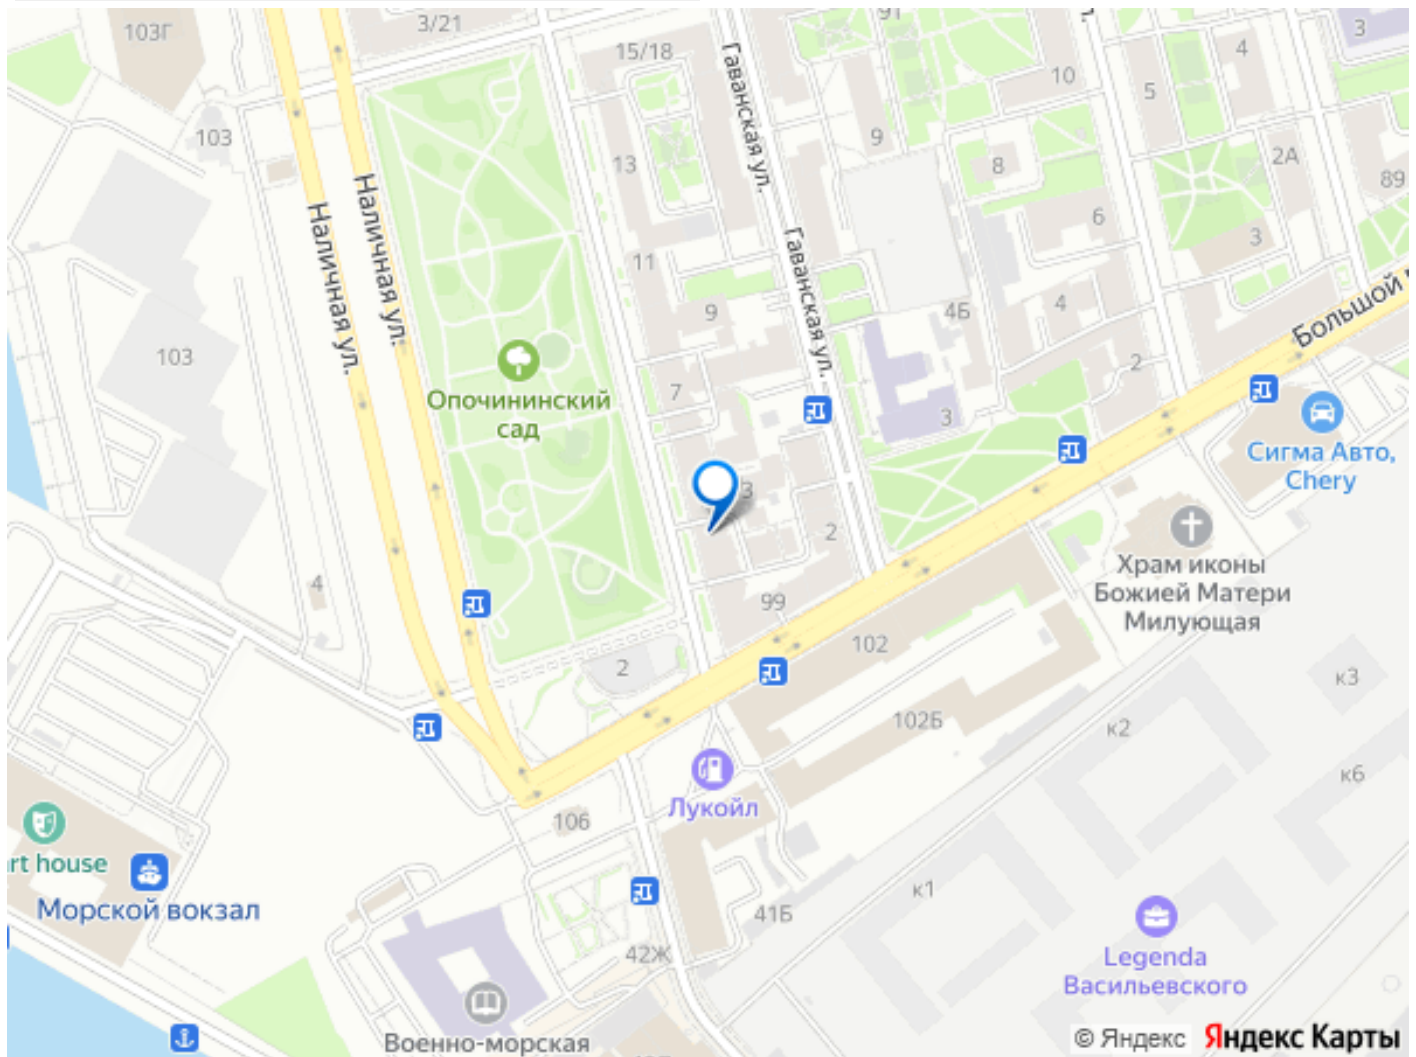 103Г
3/21
91
3
15/18
4
10
5
103
Гаванская ул.
9
13
8
2А
89
Наличная ул.
Наличная ул.
6
3
11
Гаванская ул.
9
4Б
4
Большой
103
2
7
Опочининский
сад
3
Сигма Авто,
Chery
3
2
Храм иконы
Божией Матери
Милующая
4
99
102
2
к3
102Б
к2
к6
Лукойл
106
art house
Морской вокзал
к1
41Б
42Ж
Legenda
Васильевского
Военно-морская
© Яндекс Яндекс Карты